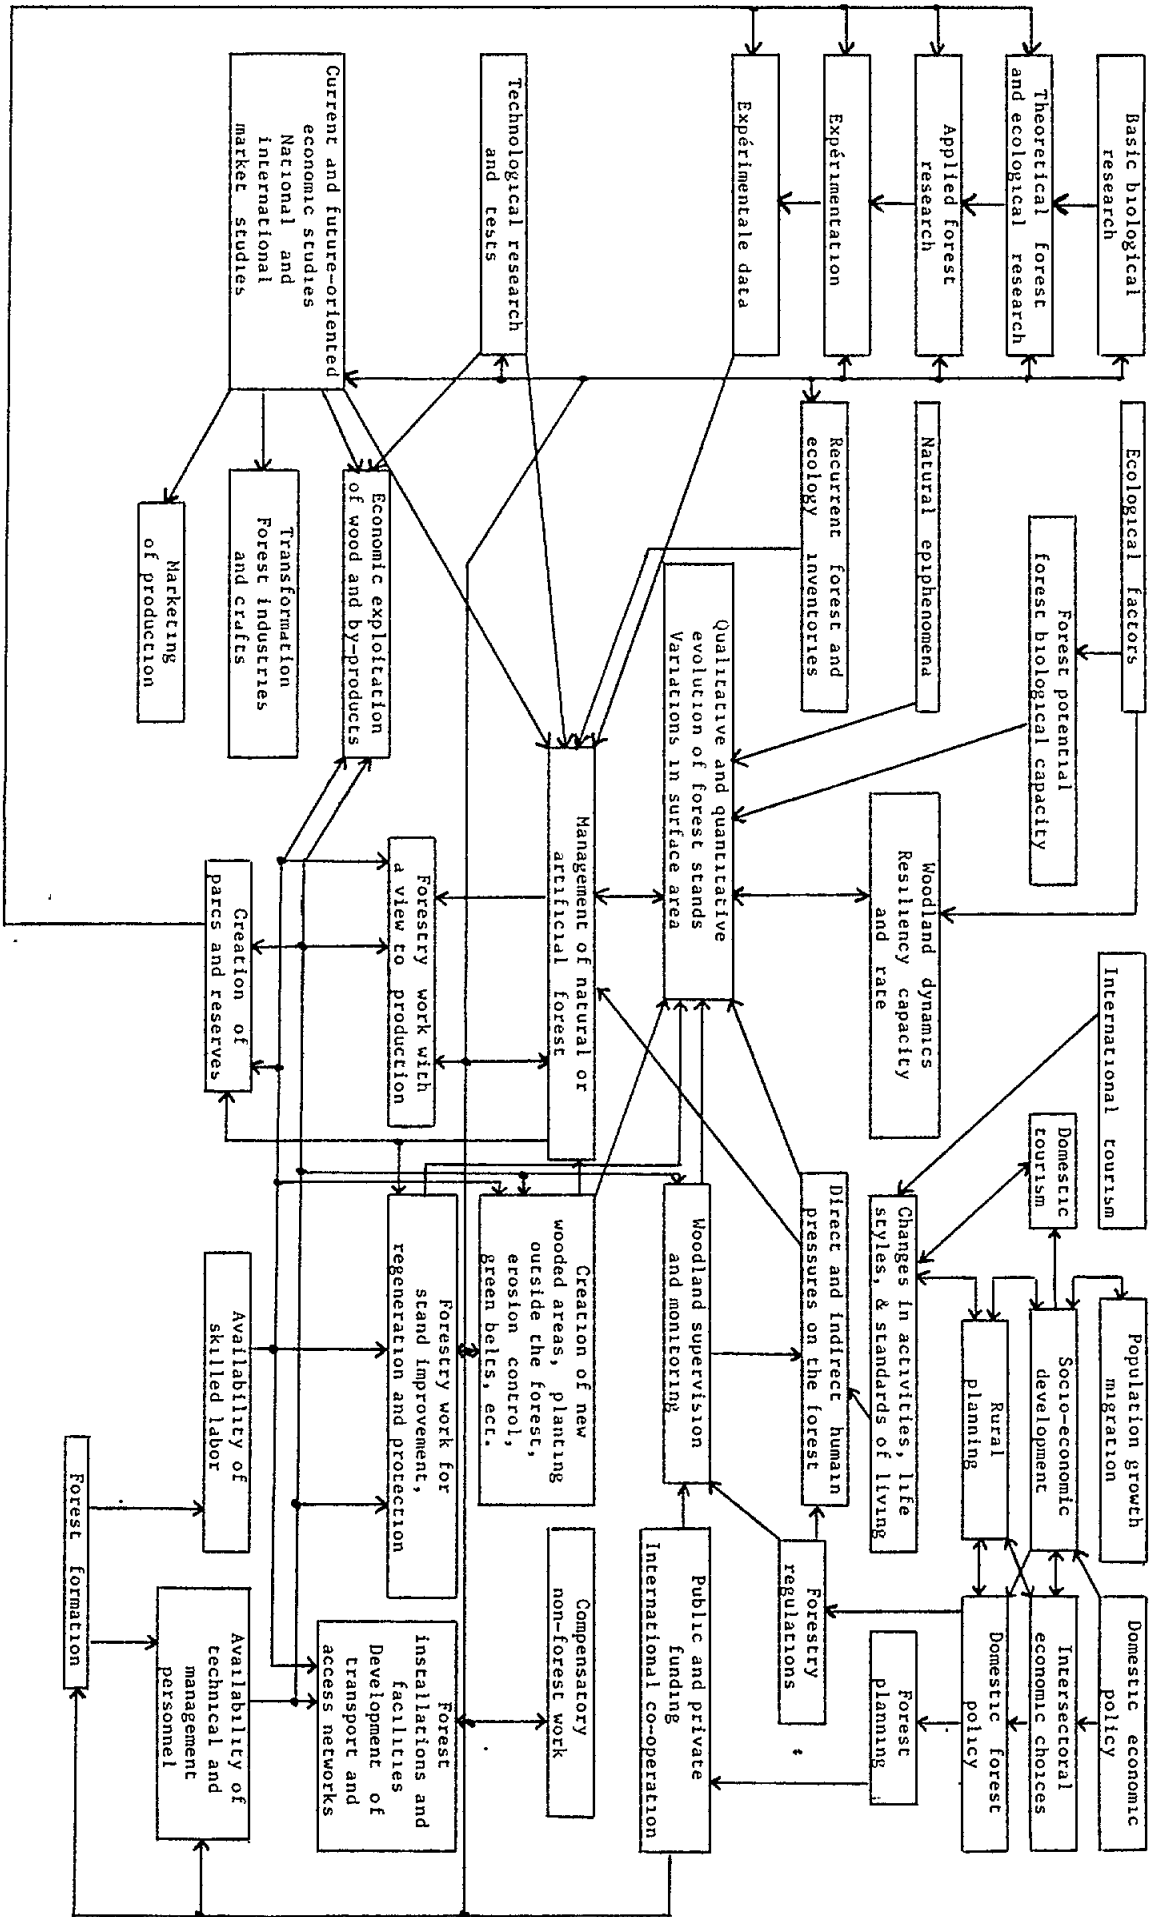 Basic biological
research
Theoretical forest
and ecological research
Applied forest
research
Expérimentation
Expérimentale data
Technological research
and tests
Current and future-oriented
economic studies
National and
international
market studies
Ecological factors
Forest potential
forest biological capacity
Natural epiphenomena
Recurrent forest and
ecology inventories
Woodland dynamics
Resiliency capacity
and rate
Qualitative and quantitative
evolution of forest stands
Variations in surface area
Management of natural or
artificial forest
Economic exploitation
of wood and by-products
Transformation
Forest industries
and crafts
Marketing
of production
Forestry work with
a view to production
Creation of
parcs and reserves
International tourism
Domestic
tourism
Population growth
migration
Socio-economic
development
Rural
planning
Changes in activities, life
styles, & standards of living
Direct and indirect humain
pressures on the forest
Woodland supervision
and monitoring
Creation of new
wooded areas, planting
outside the forest,
erosion control,
green belts, ect.
Forestry work for
stand improvement,
regeneration and protection
Availability of
skilled labor
Forest formation
Domestic economic
policy
Intersectoral
economic choices
Domestic forest
policy
Forest
planning
Forestry
regulations
Public and private
funding
International co-operation
Compensatory
non-forest work
Forest
installations and
facilities
Development of
transport and
access networks
Availability of
technical and
management
personnel